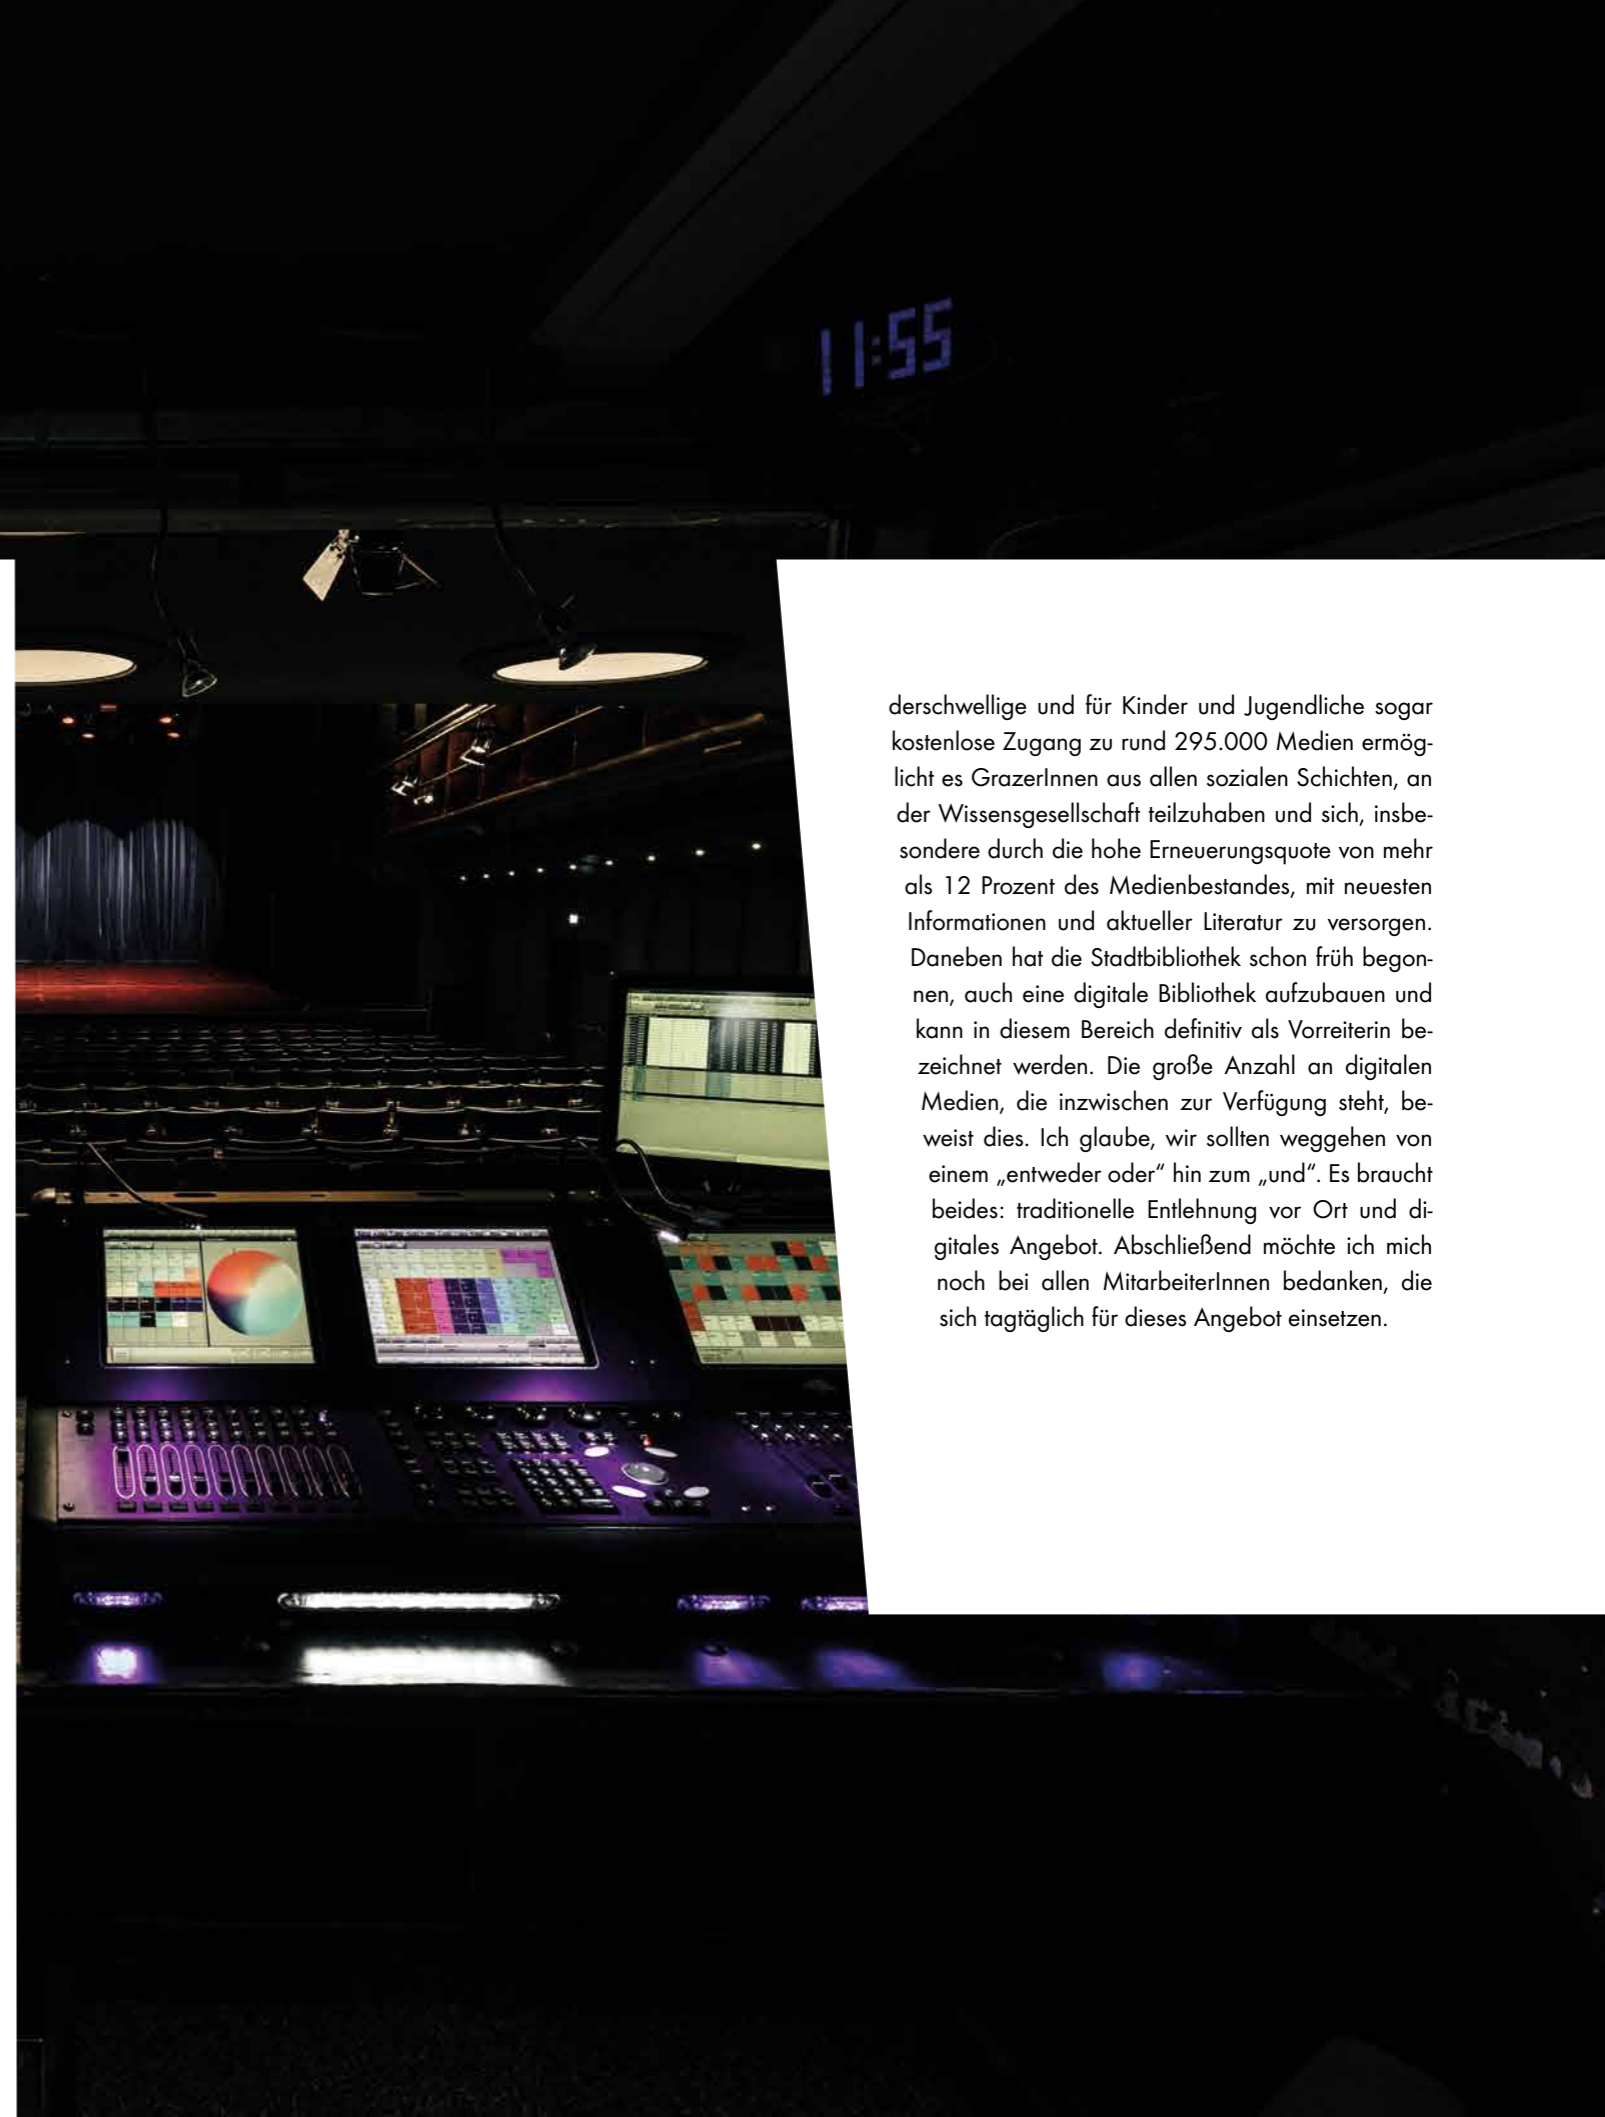 11:55
derschwellige und für Kinder und Jugendliche sogar
kostenlose Zugang zu rund 295.000 Medien ermög-
licht es GrazerInnen aus allen sozialen Schichten, an
der Wissensgesellschaft teilzuhaben und sich, insbe-
sondere durch die hohe Erneuerungsquote von mehr
als 12 Prozent des Medienbestandes, mit neuesten
Informationen und aktueller Literatur zu versorgen.
Daneben hat die Stadtbibliothek schon früh begon-
nen, auch eine digitale Bibliothek aufzubauen und
kann in diesem Bereich definitiv als Vorreiterin be-
zeichnet werden. Die große Anzahl an digitalen
Medien, die inzwischen zur Verfügung steht, be-
weist dies. Ich glaube, wir sollten weggehen von
einem „entweder oder“ hin zum „und“. Es braucht
beides: traditionelle Entlehnung vor Ort und di-
gitales Angebot. Abschließend möchte ich mich
noch bei allen MitarbeiterInnen bedanken, die
sich tagtäglich für dieses Angebot einsetzen.